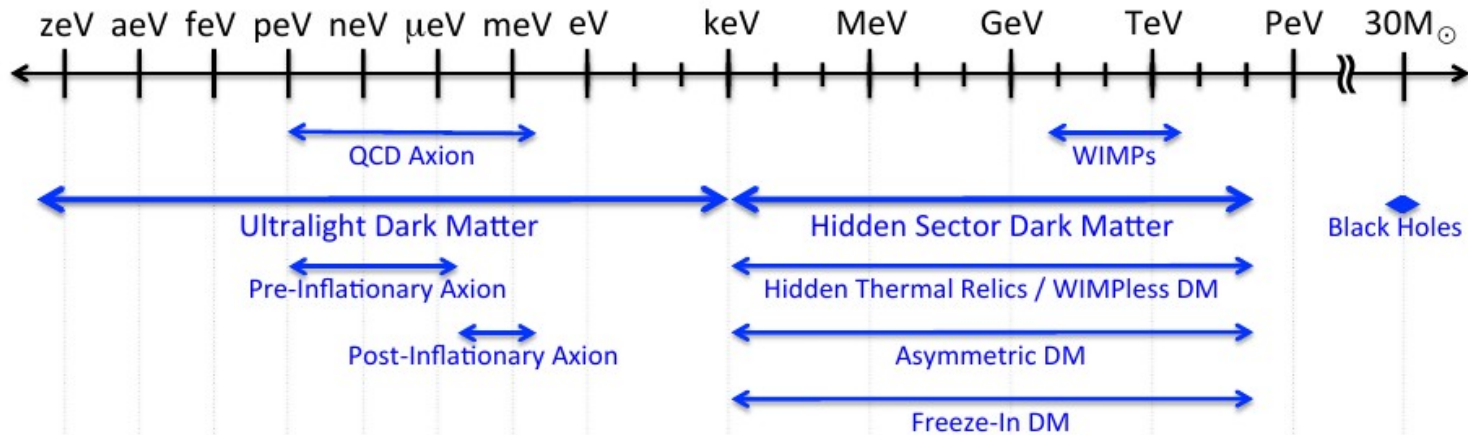 zeV aeV feV peV neV μeV meV eV keV MeV GeV TeV PeV 30M☉
QCD Axion WIMPs
Ultralight Dark Matter Hidden Sector Dark Matter Black Holes
Pre-Inflationary Axion Hidden Thermal Relics / WIMPless DM
Post-Inflationary Axion Asymmetric DM
Freeze-In DM